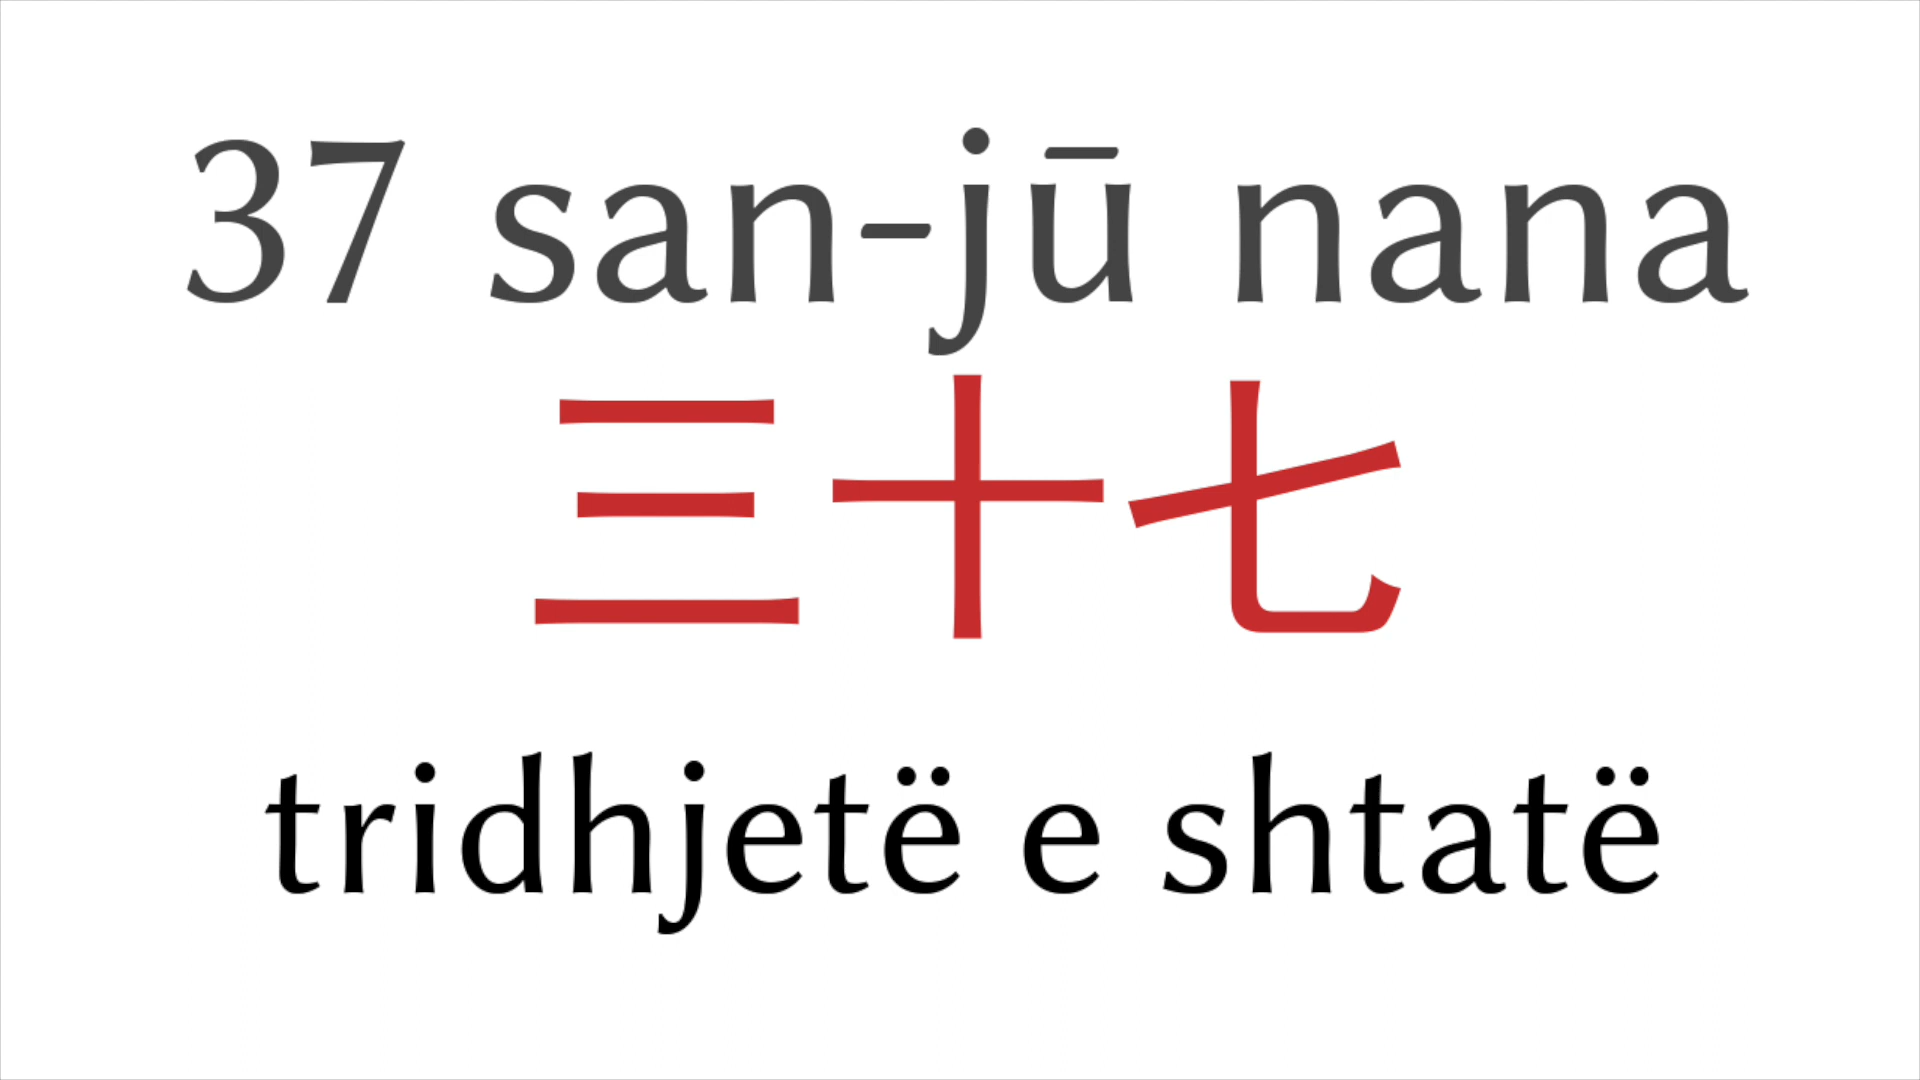 37 san-jū nana
三十七
tridhjetë e shtatë